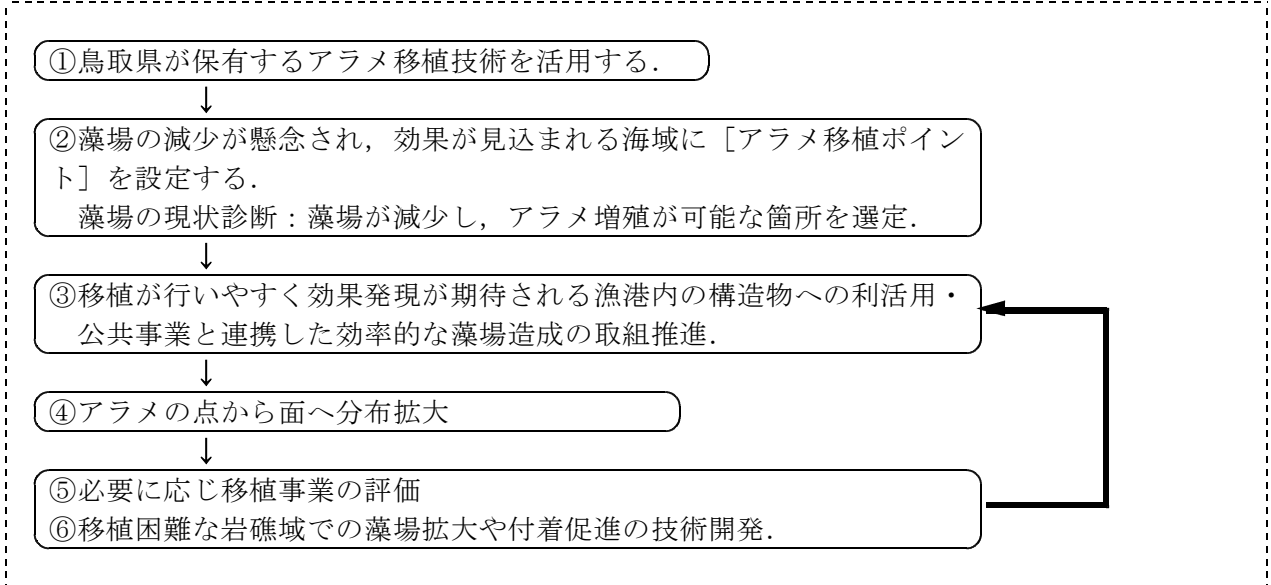 ①鳥取県が保有するアラメ移植技術を活用する．
↓
②藻場の減少が懸念され，効果が見込まれる海域に［アラメ移植ポイン
ト］を設定する．
藻場の現状診断：藻場が減少し，アラメ増殖が可能な箇所を選定．
↓
③移植が行いやすく効果発現が期待される漁港内の構造物への利活用・
公共事業と連携した効率的な藻場造成の取組推進．
↓
④アラメの点から面へ分布拡大
↓
⑤必要に応じ移植事業の評価
⑥移植困難な岩礁域での藻場拡大や付着促進の技術開発．